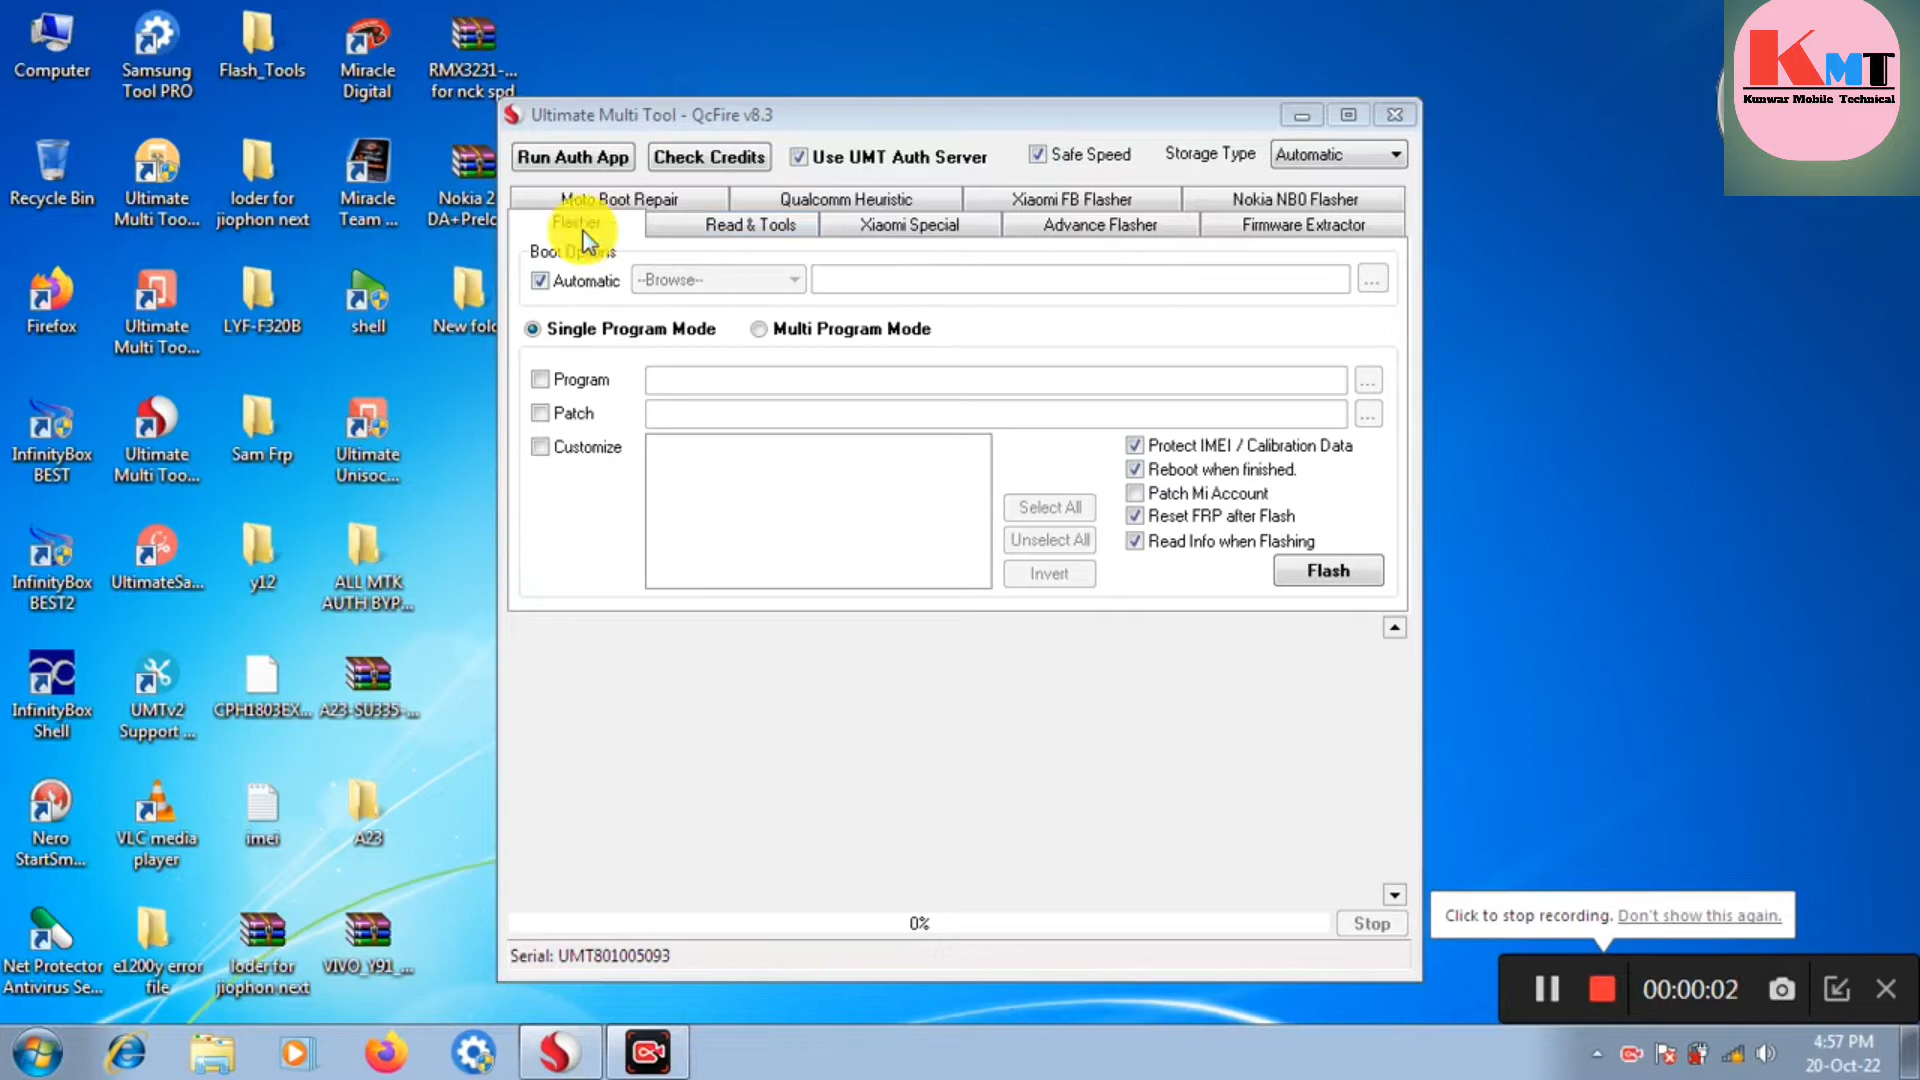 Computer
Samsung
Tool PRO
Flash_Tools
Miracle
Digital
RMX3231-...
for nck spd
KMT
Kunwar Mobile Technical
Ultimate Multi Tool - QcFire v8.3
Run Auth App
Check Credits
Use UMT Auth Server
Safe Speed
Storage Type
Automatic
Recycle Bin
Ultimate
Multi Too...
loder for
jiophon next
Miracle
Team ...
Nokia 2
DA+Prelo
Moto Boot Repair
Qualcomm Heuristic
Xiaomi FB Flasher
Nokia NB0 Flasher
Flasher
Read & Tools
Xiaomi Special
Advance Flasher
Firmware Extractor
Boot Options
Automatic
--Browse--
...
Firefox
Ultimate
Multi Too...
LYF-F320B
shell
New fold
Single Program Mode
Multi Program Mode
Program
...
Patch
...
Customize
Protect IMEI / Calibration Data
Reboot when finished.
Patch Mi Account
Reset FRP after Flash
Read Info when Flashing
Select All
Unselect All
Invert
Flash
InfinityBox
BEST
Ultimate
Multi Too...
Sam Frp
Ultimate
Unisoc...
InfinityBox
BEST2
UltimateSa...
y12
ALL MTK
AUTH BYP...
InfinityBox
Shell
UMTv2
Support ...
CPH1803EX...
A23-SU335-...
Nero
StartSm...
VLC media
player
imei
A23
Net Protector
Antivirus Se...
e1200y error
file
loder for
jiophon next
VIVO_Y91_...
0%
Stop
Serial: UMT801005093
Click to stop recording. Don't show this again.
00:00:02
4:57 PM
20-Oct-22